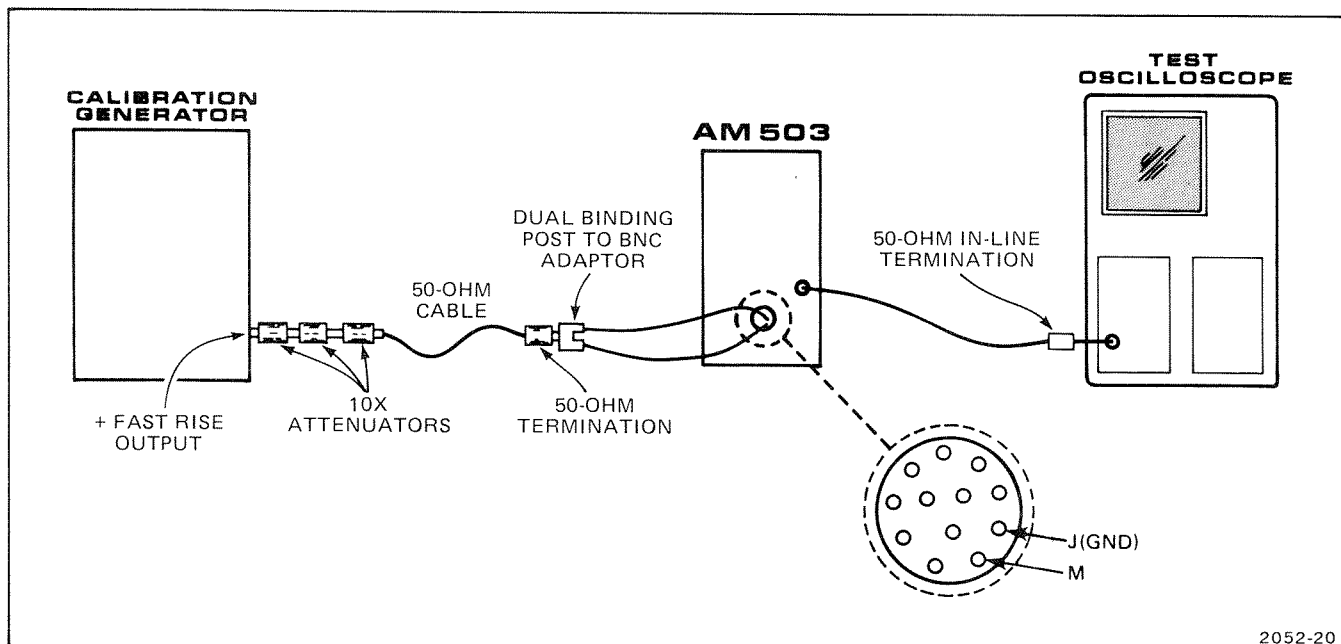 CALIBRATION
GENERATOR
+ FAST RISE
OUTPUT
10X
ATTENUATORS
50-OHM
CABLE
DUAL BINDING
POST TO BNC
ADAPTOR
50-OHM
TERMINATION
AM 503
50-OHM IN-LINE
TERMINATION
TEST
OSCILLOSCOPE
J(GND)
M
2052-20